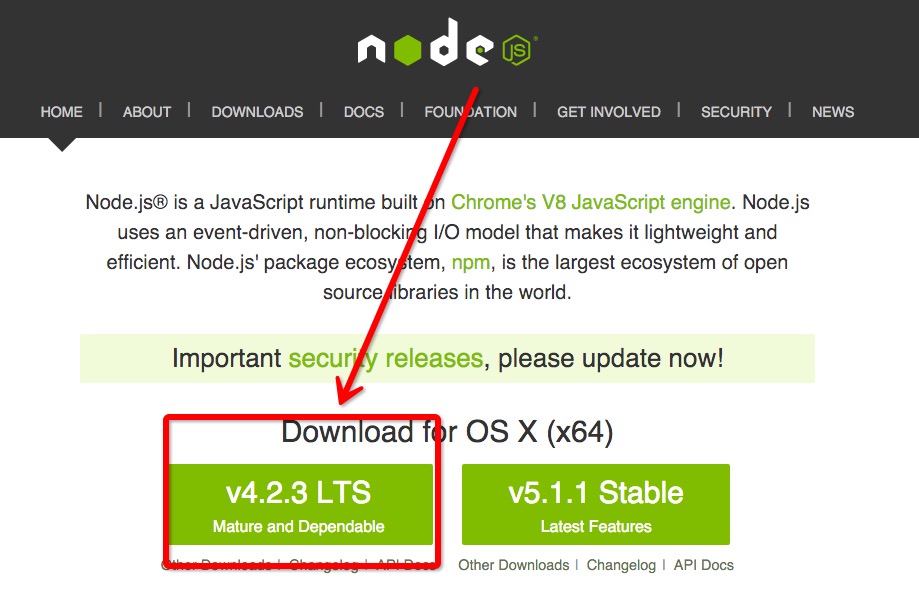 node JS ®
HOME | ABOUT | DOWNLOADS | DOCS | FOUNDATION | GET INVOLVED | SECURITY | NEWS
Node.js® is a JavaScript runtime built on Chrome's V8 JavaScript engine. Node.js
uses an event-driven, non-blocking I/O model that makes it lightweight and
efficient. Node.js' package ecosystem, npm, is the largest ecosystem of open
source libraries in the world.
Important security releases, please update now!
Download for OS X (x64)
v4.2.3 LTS
Mature and Dependable
Other Downloads | Changelog | API Docs
v5.1.1 Stable
Latest Features
Other Downloads | Changelog | API Docs